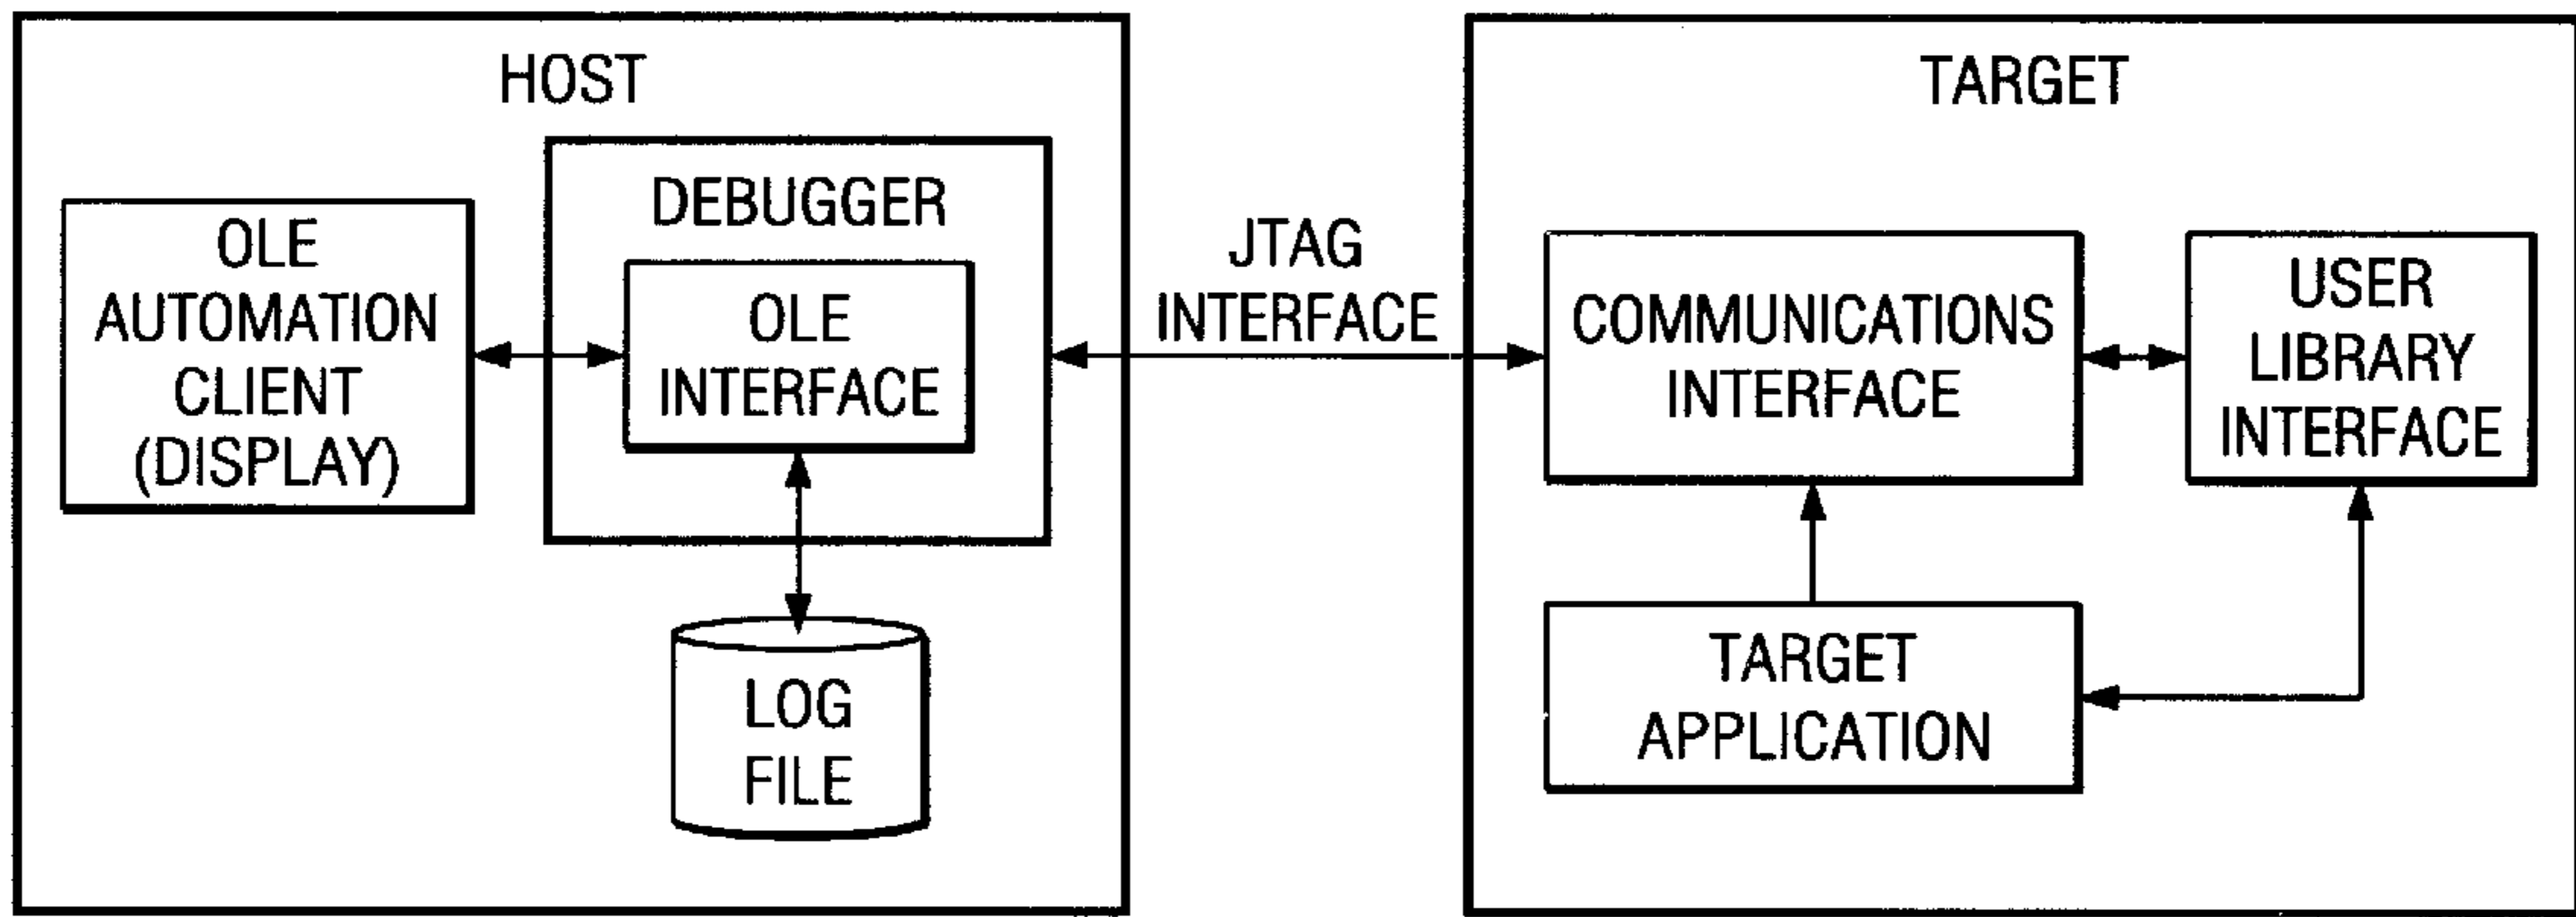 HOST
DEBUGGER
OLE
AUTOMATION
CLIENT
(DISPLAY)
OLE
INTERFACE
LOG
FILE
JTAG
INTERFACE
TARGET
COMMUNICATIONS
INTERFACE
USER
LIBRARY
INTERFACE
TARGET
APPLICATION